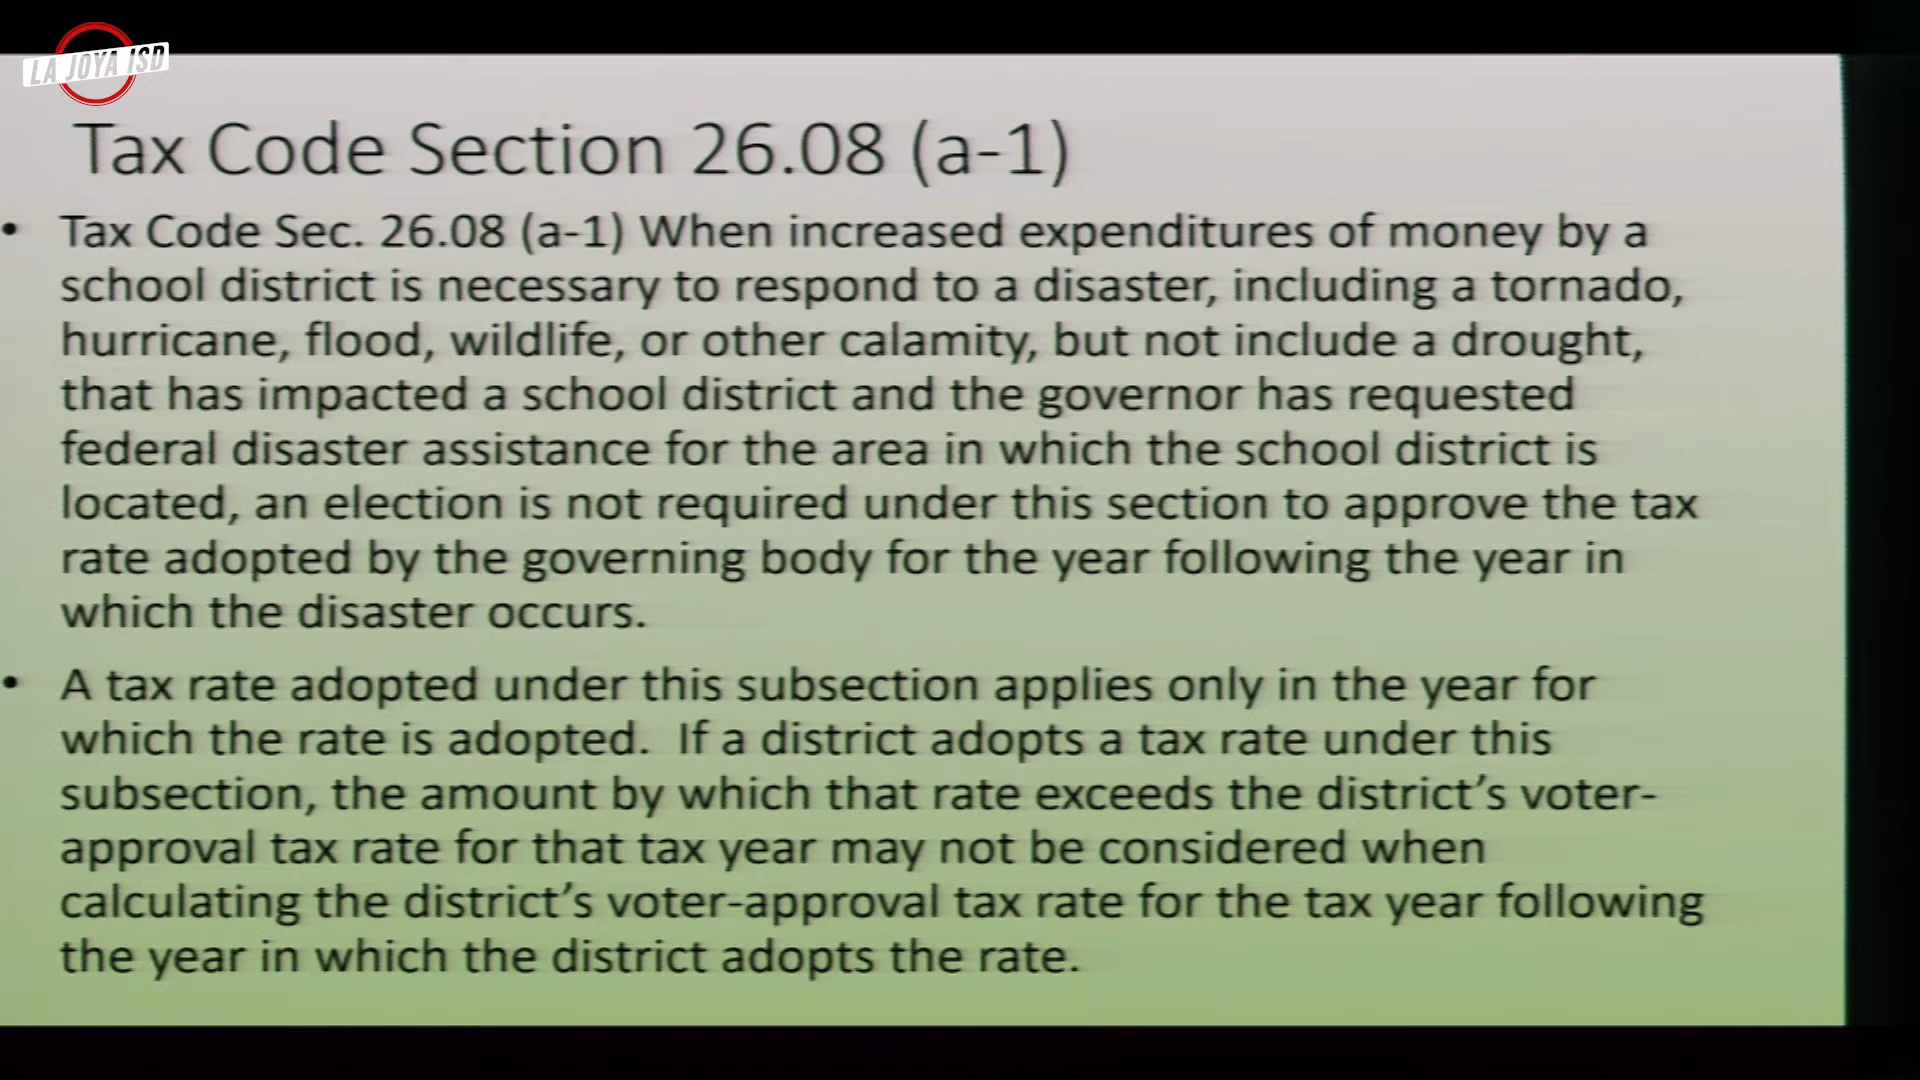 LA JOYA ISD
Tax Code Section 26.08 (a-1)
• Tax Code Sec. 26.08 (a-1) When increased expenditures of money by a
school district is necessary to respond to a disaster, including a tornado,
hurricane, flood, wildlife, or other calamity, but not include a drought,
that has impacted a school district and the governor has requested
federal disaster assistance for the area in which the school district is
located, an election is not required under this section to approve the tax
rate adopted by the governing body for the year following the year in
which the disaster occurs.
• A tax rate adopted under this subsection applies only in the year for
which the rate is adopted.  If a district adopts a tax rate under this
subsection, the amount by which that rate exceeds the district’s voter-
approval tax rate for that tax year may not be considered when
calculating the district’s voter-approval tax rate for the tax year following
the year in which the district adopts the rate.